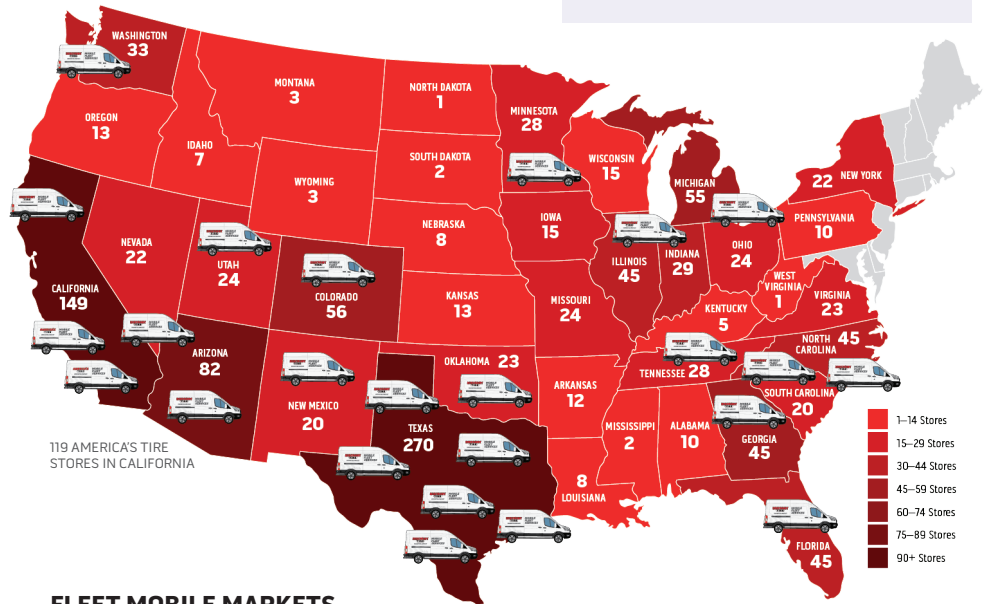 WASHINGTON
33
MONTANA
3
NORTH DAKOTA
1
MINNESOTA
28
OREGON
13
IDAHO
7
SOUTH DAKOTA
2
WISCONSIN
15
MICHIGAN
55
22 NEW YORK
WYOMING
3
NEBRASKA
8
IOWA
15
PENNSYLVANIA
10
NEVADA
22
UTAH
24
COLORADO
56
ILLINOIS
45
INDIANA
29
OHIO
24
CALIFORNIA
149
KANSAS
13
MISSOURI
24
WEST
VIRGINIA
1
VIRGINIA
23
KENTUCKY
5
ARIZONA
82
OKLAHOMA 23
TENNESSEE 28
NORTH 45
CAROLINA
NEW MEXICO
20
TEXAS
270
ARKANSAS
12
MISSISSIPPI
2
ALABAMA
10
GEORGIA
45
SOUTH CAROLINA
20
8
LOUISIANA
FLORIDA
45
119 AMERICA'S TIRE
STORES IN CALIFORNIA
1–14 Stores
15–29 Stores
30–44 Stores
45–59 Stores
60–74 Stores
75–89 Stores
90+ Stores
FLEET MOBILE MARKETS